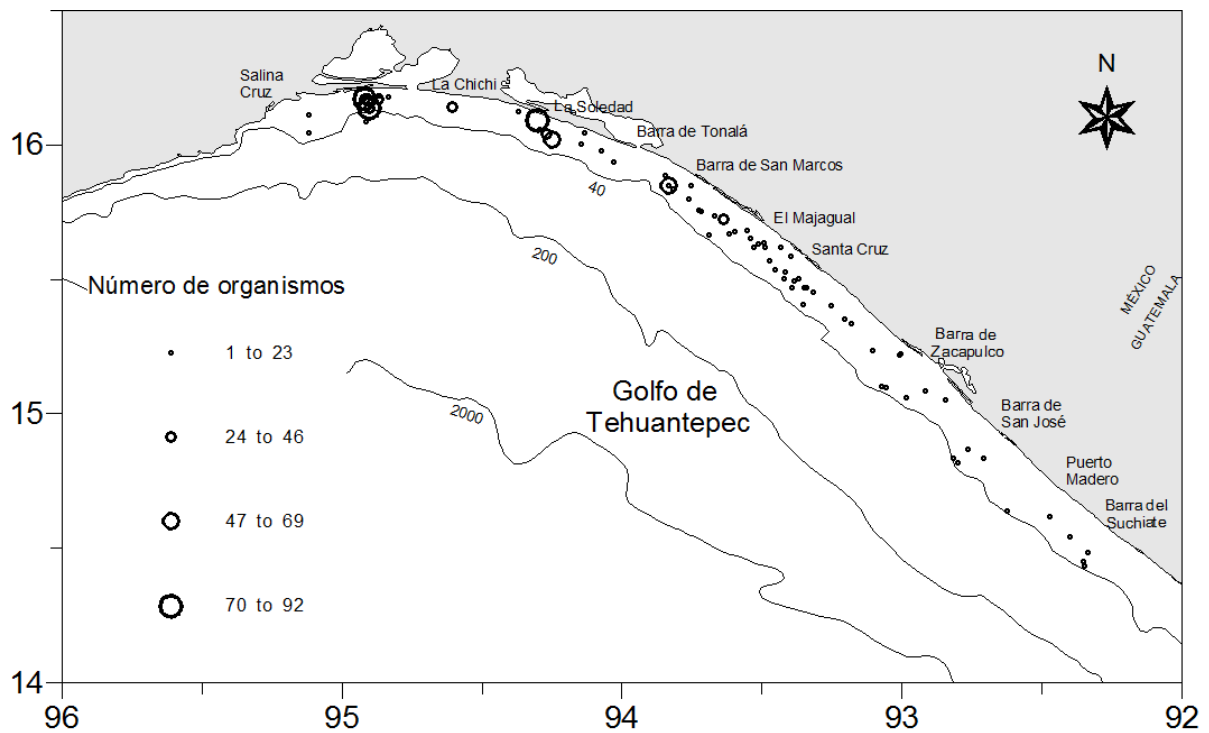 N
Salina
Cruz
La Chichi
La Soledad
Barra de Tonalá
16
Barra de San Marcos
40
El Majagual
Santa Cruz
200
MÉXICO
GUATEMALA
Número de organismos
1 to 23
Barra de
Zacapulco
Golfo de
Tehuantepec
15
2000
Barra de
San José
24 to 46
Puerto
Madero
Barra del
Suchiate
47 to 69
70 to 92
14
96
95
94
93
92